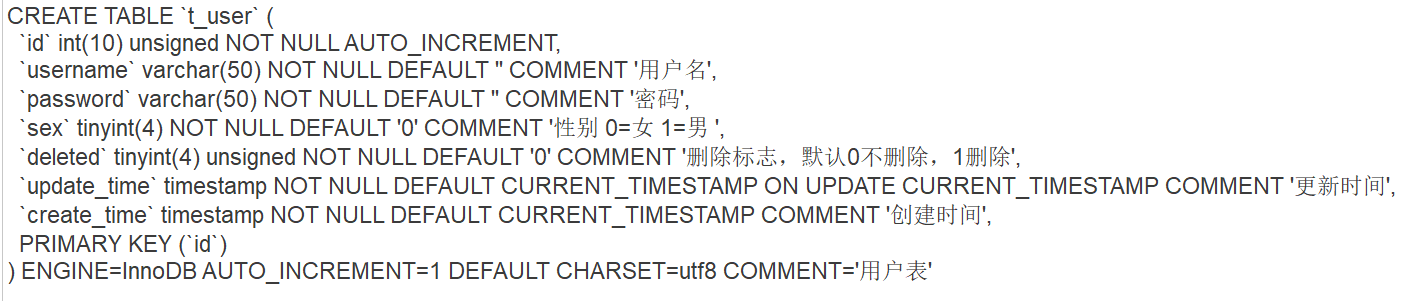 CREATE TABLE `t_user` (
`id` int(10) unsigned NOT NULL AUTO_INCREMENT,
`username` varchar(50) NOT NULL DEFAULT '' COMMENT '用户名',
`password` varchar(50) NOT NULL DEFAULT '' COMMENT '密码',
`sex` tinyint(4) NOT NULL DEFAULT '0' COMMENT '性别 0=女 1=男 ',
`deleted` tinyint(4) unsigned NOT NULL DEFAULT '0' COMMENT '删除标志，默认0不删除，1删除',
`update_time` timestamp NOT NULL DEFAULT CURRENT_TIMESTAMP ON UPDATE CURRENT_TIMESTAMP COMMENT '更新时间',
`create_time` timestamp NOT NULL DEFAULT CURRENT_TIMESTAMP COMMENT '创建时间',
PRIMARY KEY (`id`)
) ENGINE=InnoDB AUTO_INCREMENT=1 DEFAULT CHARSET=utf8 COMMENT='用户表'